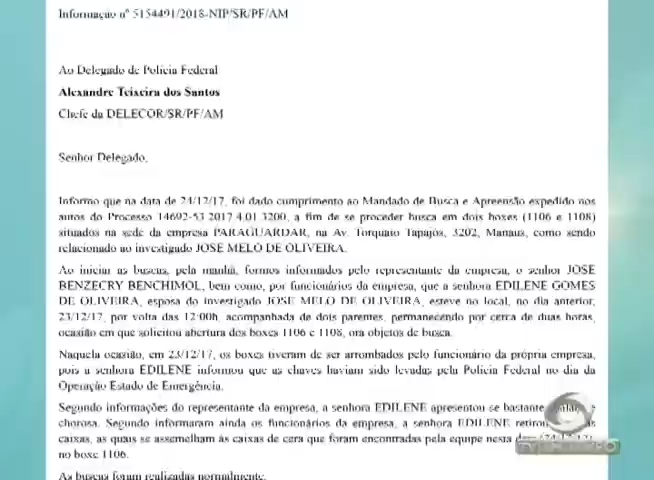 Informação nº 5154491/2018-NIP/SR/PF/AM
Ao Delegado de Polícia Federal
Alexandre Teixeira dos Santos
Chefe da DELECOR/SR/PF/AM
Senhor Delegado,
Informo que na data de 24/12/17, foi dado cumprimento ao Mandado de Busca e Apreensão expedido nos
autos do Processo 14692-53.2017.4.01.3200, a fim de se proceder busca em dois boxes (1106 e 1108)
situados na sede da empresa PARAGUARDAR, na Av. Torquato Tapajós, 3202, Manaus, como sendo
relacionado ao investigado JOSE MELO DE OLIVEIRA.
Ao iniciar as buscas, pela manhã, fomos informados pelo representante da empresa, o senhor JOSE
BENZECRY BENCHIMOL, bem como, por funcionários da empresa, que a senhora EDILENE GOMES
DE OLIVEIRA, esposa do investigado JOSE MELO DE OLIVEIRA, esteve no local, no dia anterior,
23/12/17, por volta das 12:00h, acompanhada de dois parentes, permanecendo por cerca de duas horas,
ocasião em que solicitou abertura dos boxes 1106 e 1108, ora objetos de busca.
Naquela ocasião, em 23/12/17, os boxes tiveram de ser arrombados pelo funcionário da própria empresa,
pois a senhora EDILENE informou que as chaves haviam sido levadas pela Polícia Federal no dia da
Operação Estado de Emergência.
Segundo informações do representante da empresa, a senhora EDILENE apresentou se bastante e
chorosa. Segundo informaram ainda os funcionários da empresa, a senhora EDILENE retirou as
caixas, as quais se assemelham às caixas de cera que foram encontradas pela equipe nesta
no boxe 1106.
As buscas foram realizadas normalmente.